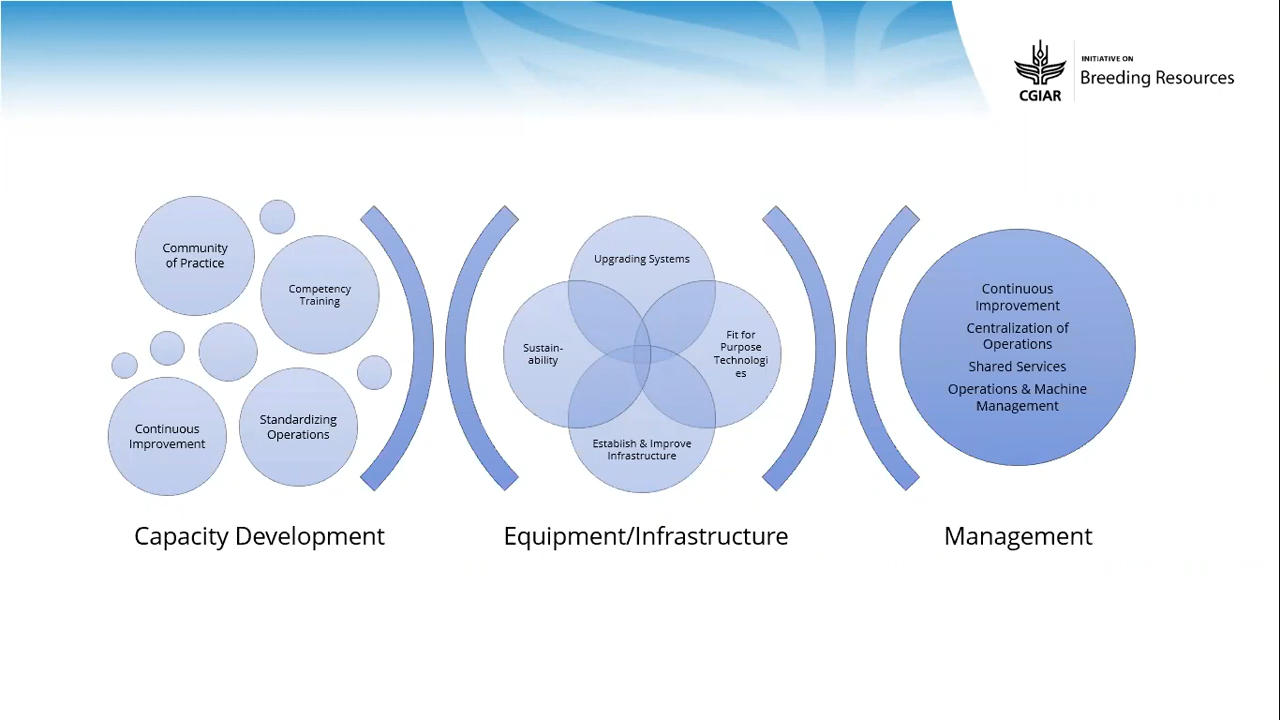 INITIATIVE ON
Breeding Resources
CGIAR
Community
of Practice
Competency
Training
Continuous
Improvement
Standardizing
Operations
Upgrading Systems
Sustain-
ability
Fit for
Purpose
Technologi
es
Establish & Improve
Infrastructure
Continuous
Improvement
Centralization of
Operations
Shared Services
Operations & Machine
Management
Capacity Development
Equipment/Infrastructure
Management